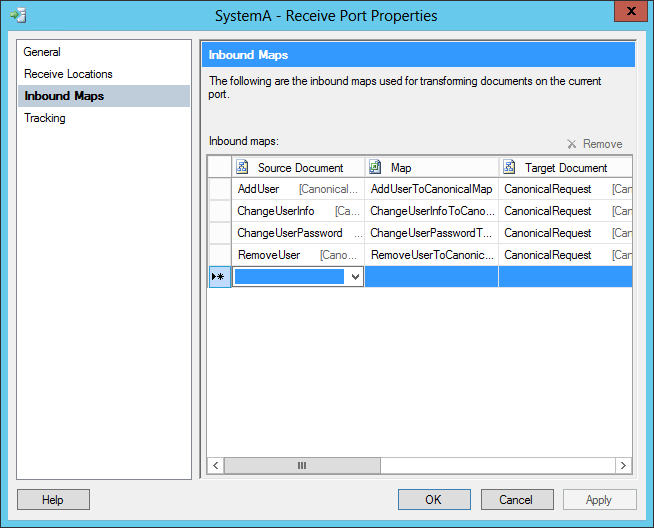 SystemA - Receive Port Properties
x
General
Receive Locations
Inbound Maps
Tracking
Inbound Maps
The following are the inbound maps used for transforming documents on the current
port.
Inbound maps:
Remove
Source Document Map Target Document
AddUser [Canonical... AddUserToCanonicalMap CanonicalRequest [Can
ChangeUserInfo [Ca... ChangeUserInfoToCano... CanonicalRequest [Can
ChangeUserPassword ... ChangeUserPasswordT... CanonicalRequest [Can
RemoveUser [Cano... RemoveUserToCanonic... CanonicalRequest [Can
Help
OK
Cancel
Apply